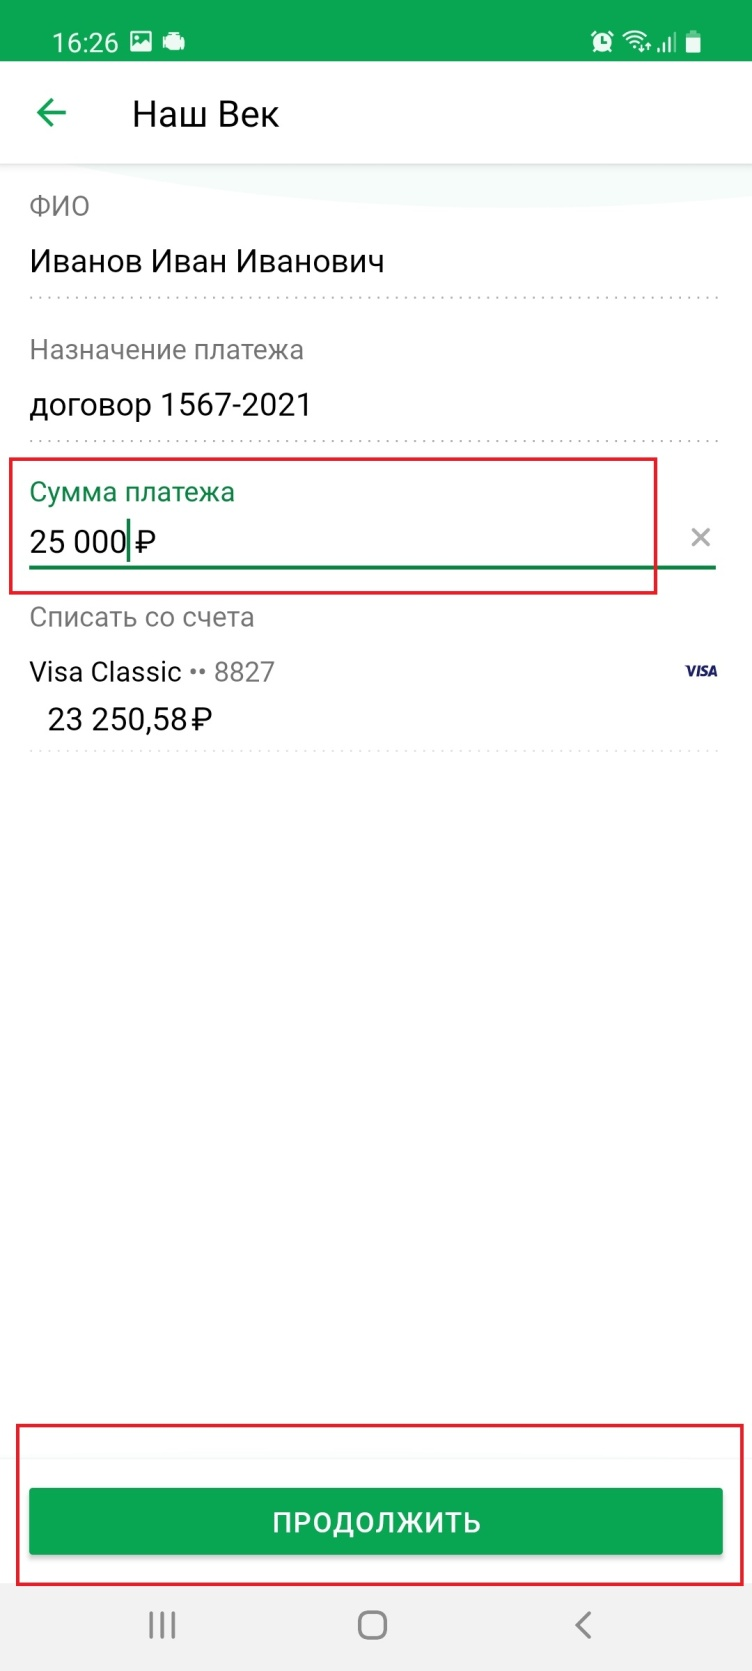 16:26
Наш Век
ФИО
Иванов Иван Иванович
Назначение платежа
договор 1567-2021
Сумма платежа
25 000 ₽
Списать со счета
Visa Classic •• 8827
VISA
23 250,58 ₽
ПРОДОЛЖИТЬ